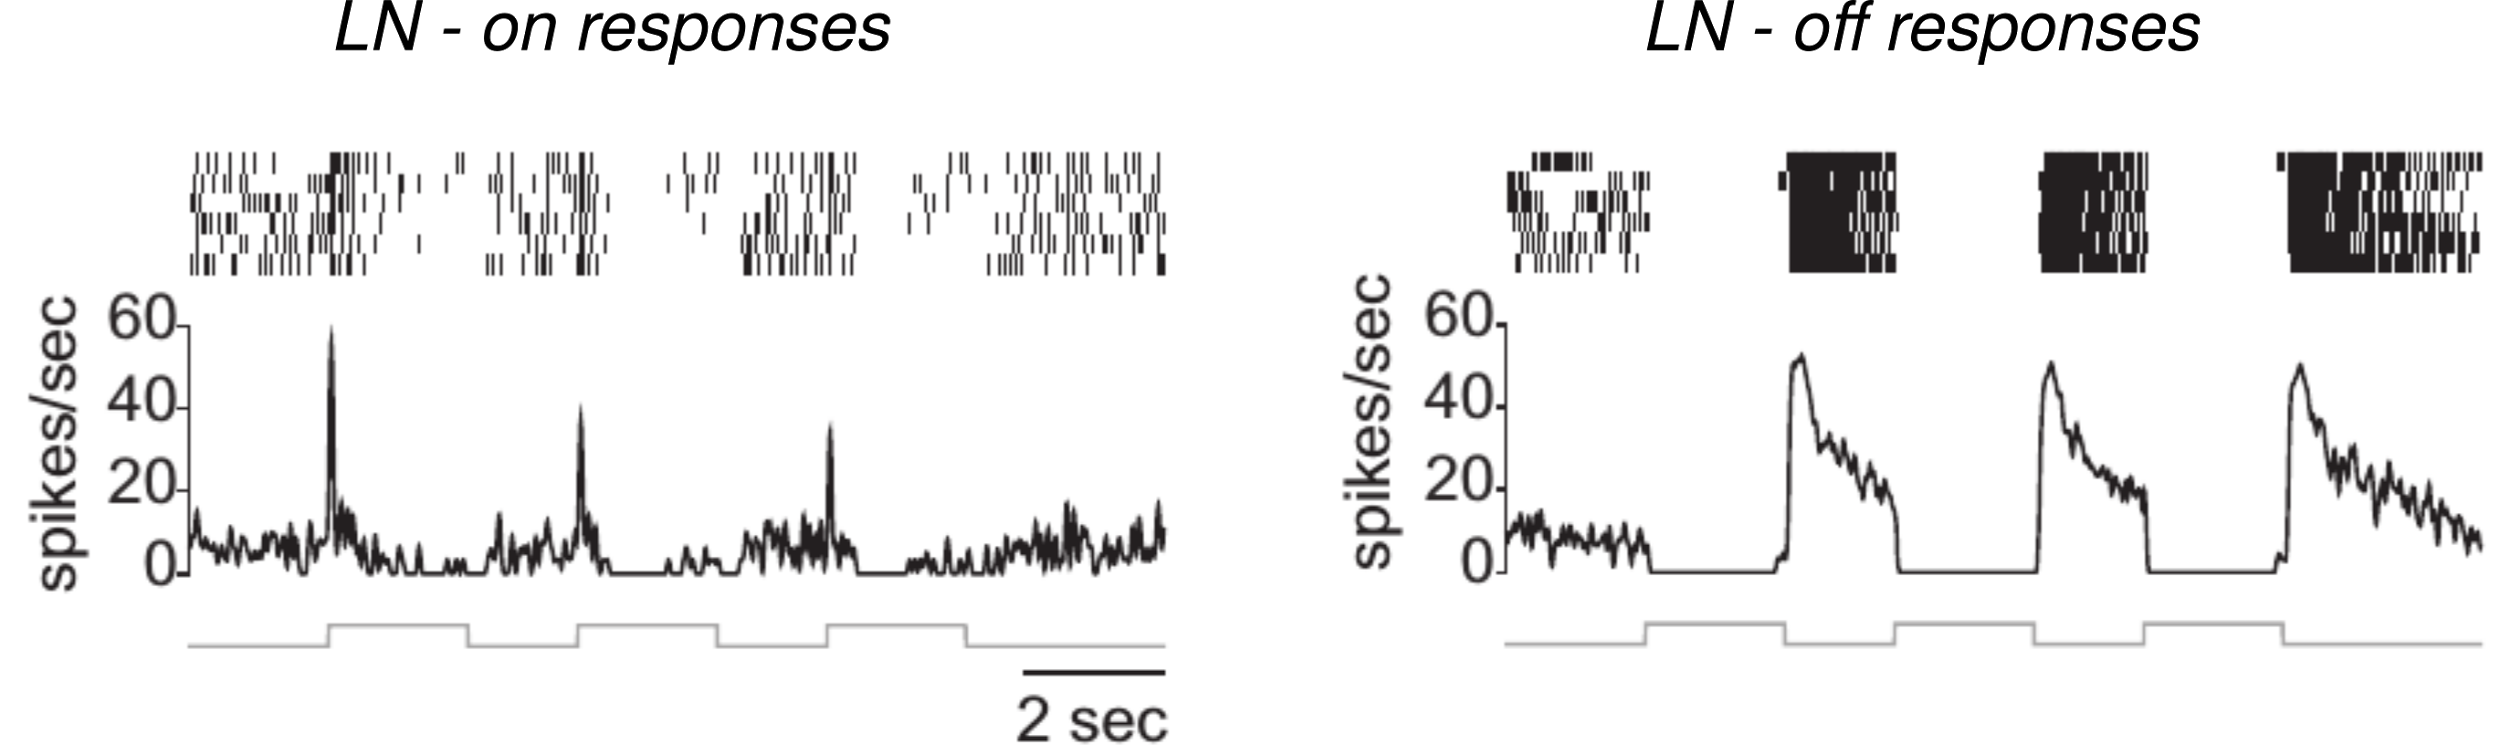 LN - on responses
spikes/sec
60
40
20
0
2 sec
LN - off responses
spikes/sec
60
40
20
0